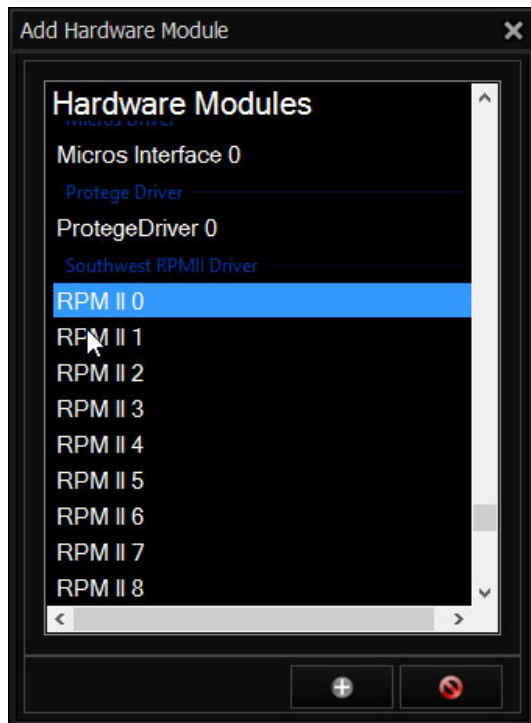 Add Hardware Module
Hardware Modules
Micros Driver
Micros Interface 0
Protege Driver
ProtegeDriver 0
Southwest RPMII Driver
RPM II 0
RPM II 1
RPM II 2
RPM II 3
RPM II 4
RPM II 5
RPM II 6
RPM II 7
RPM II 8